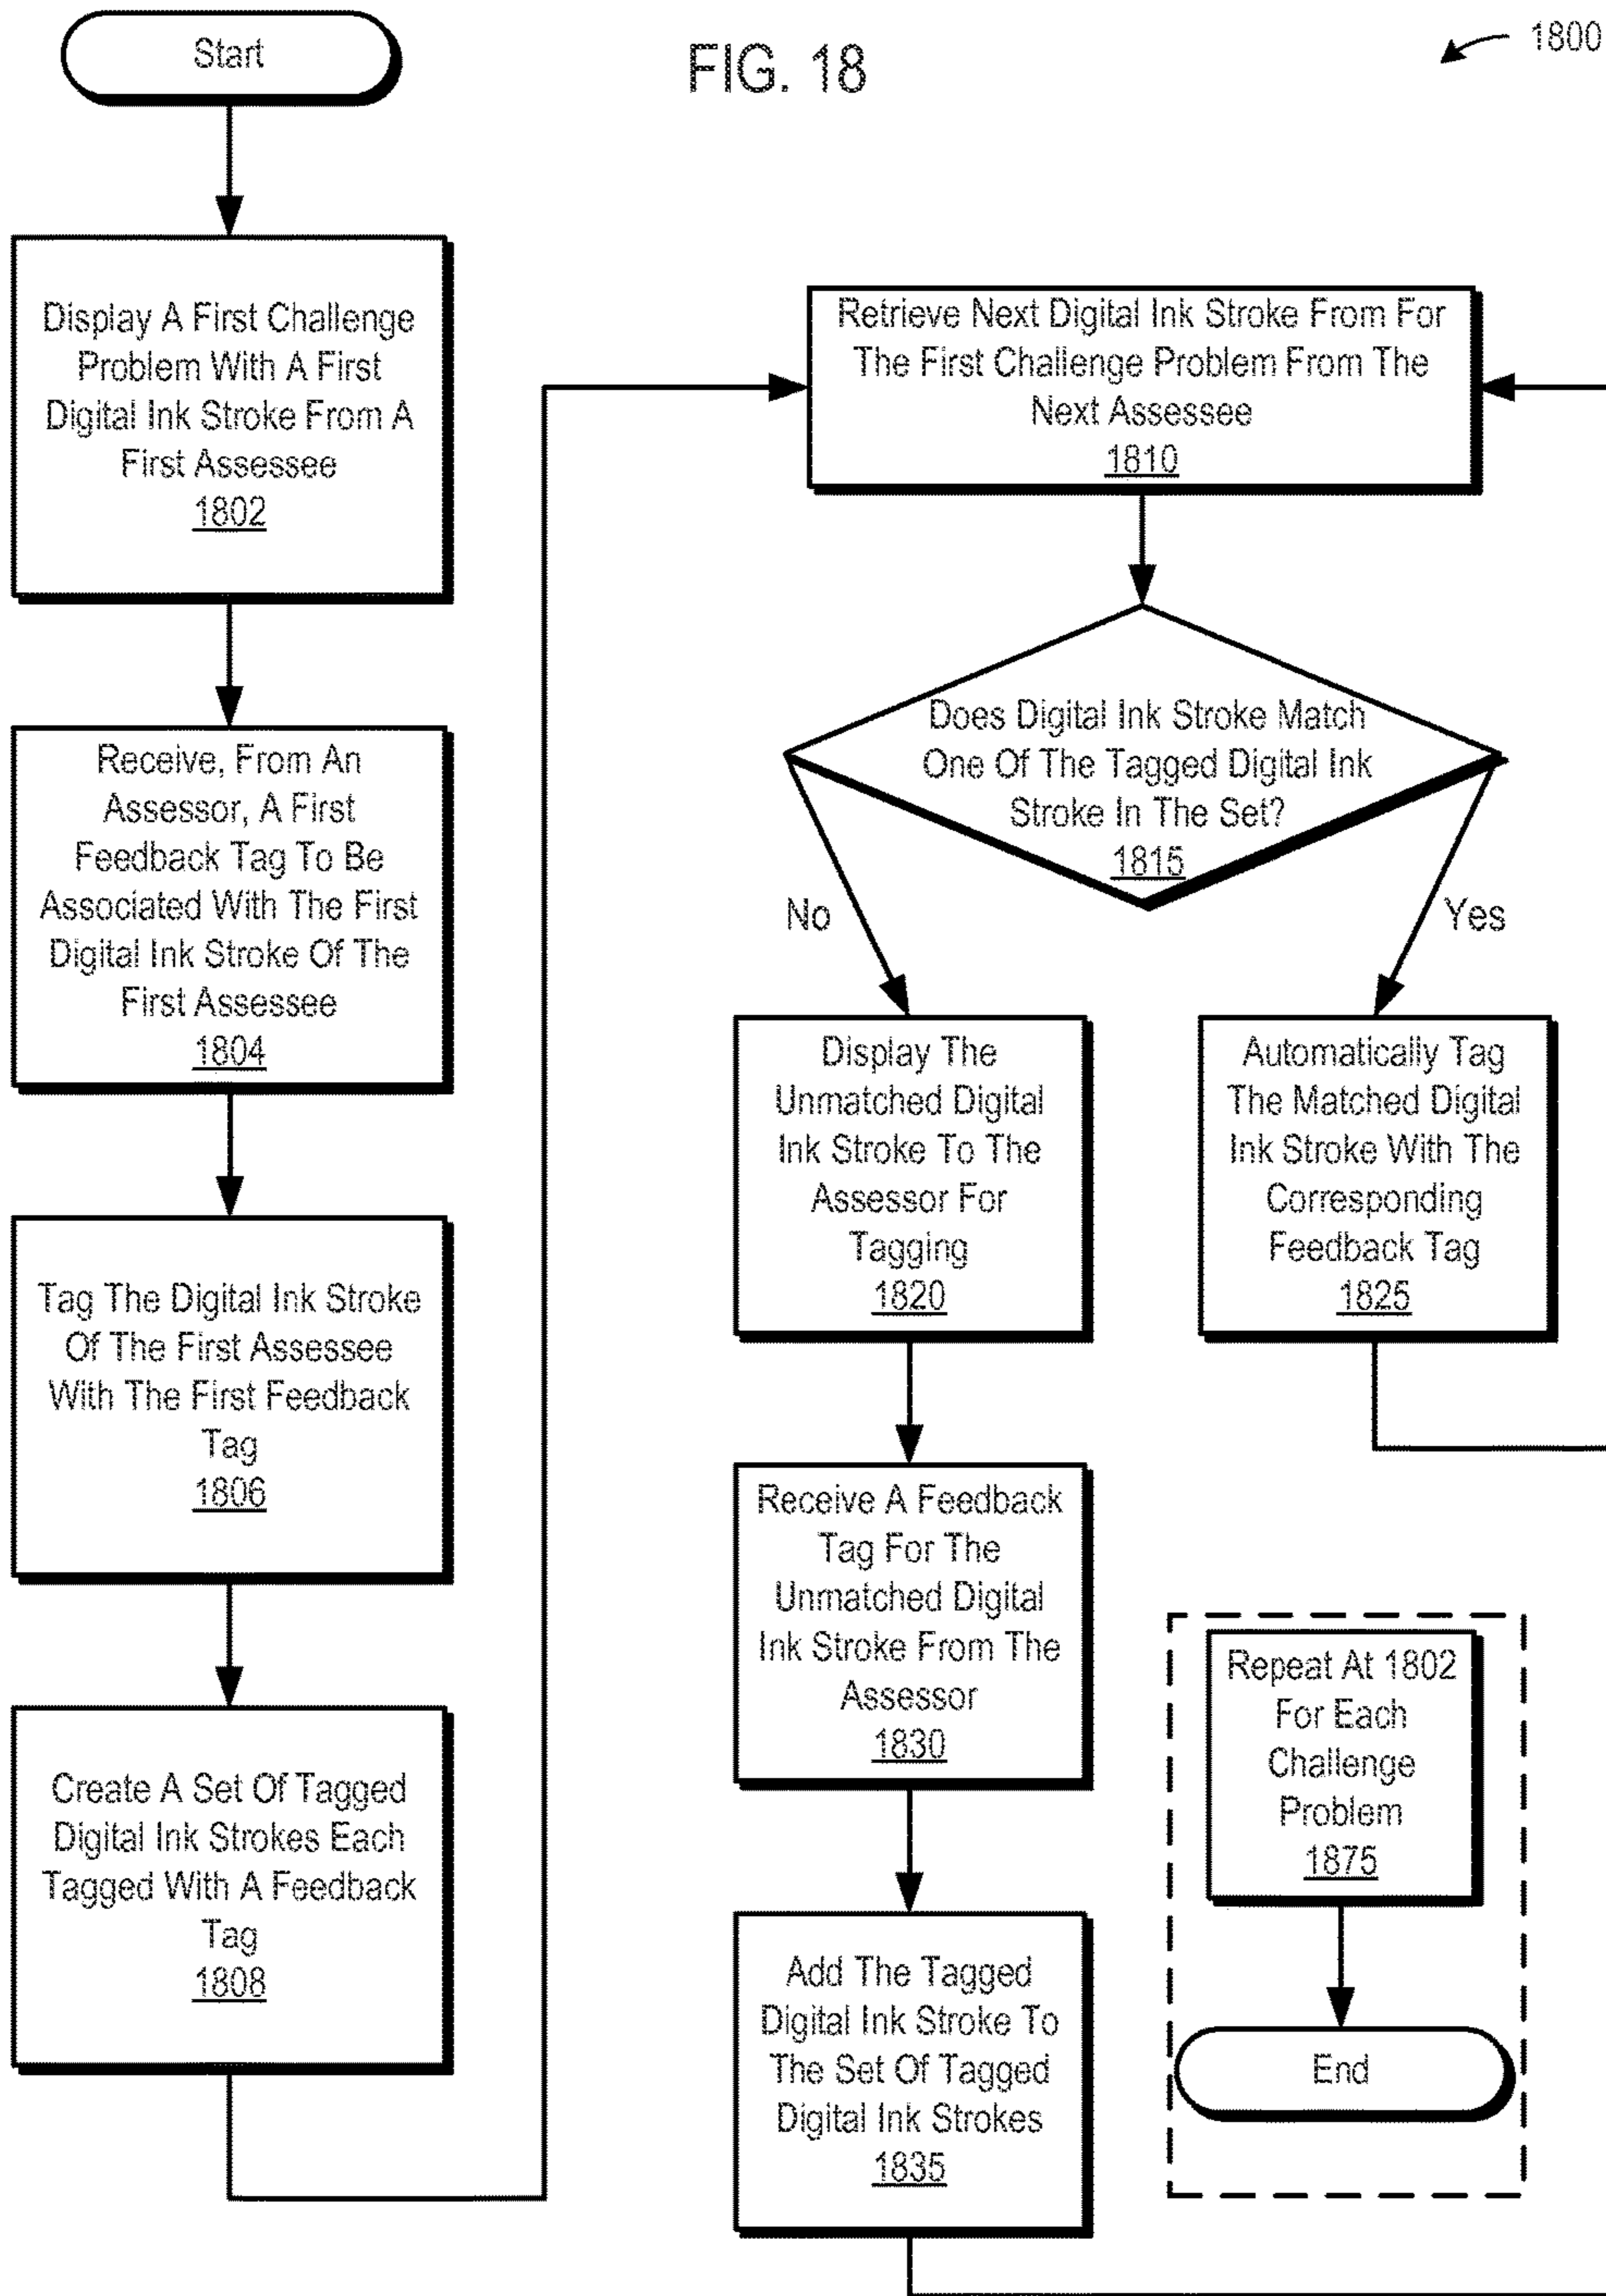 Start
FIG. 18
1800
Display A First Challenge
Problem With A First
Digital Ink Stroke From A
First Assessee
1802
Receive, From An
Assessor, A First
Feedback Tag To Be
Associated With The First
Digital Ink Stroke Of The
First Assessee
1804
Tag The Digital Ink Stroke
Of The First Assessee
With The First Feedback
Tag
1806
Create A Set Of Tagged
Digital Ink Strokes Each
Tagged With A Feedback
Tag
1808
Retrieve Next Digital Ink Stroke From For
The First Challenge Problem From The
Next Assessee
1810
Does Digital Ink Stroke Match
One Of The Tagged Digital Ink
Stroke In The Set?
1815
No
Yes
Display The
Unmatched Digital
Ink Stroke To The
Assessor For
Tagging
1820
Automatically Tag
The Matched Digital
Ink Stroke With The
Corresponding
Feedback Tag
1825
Receive A Feedback
Tag For The
Unmatched Digital
Ink Stroke From The
Assessor
1830
Add The Tagged
Digital Ink Stroke To
The Set Of Tagged
Digital Ink Strokes
1835
Repeat At 1802
For Each
Challenge
Problem
1875
End